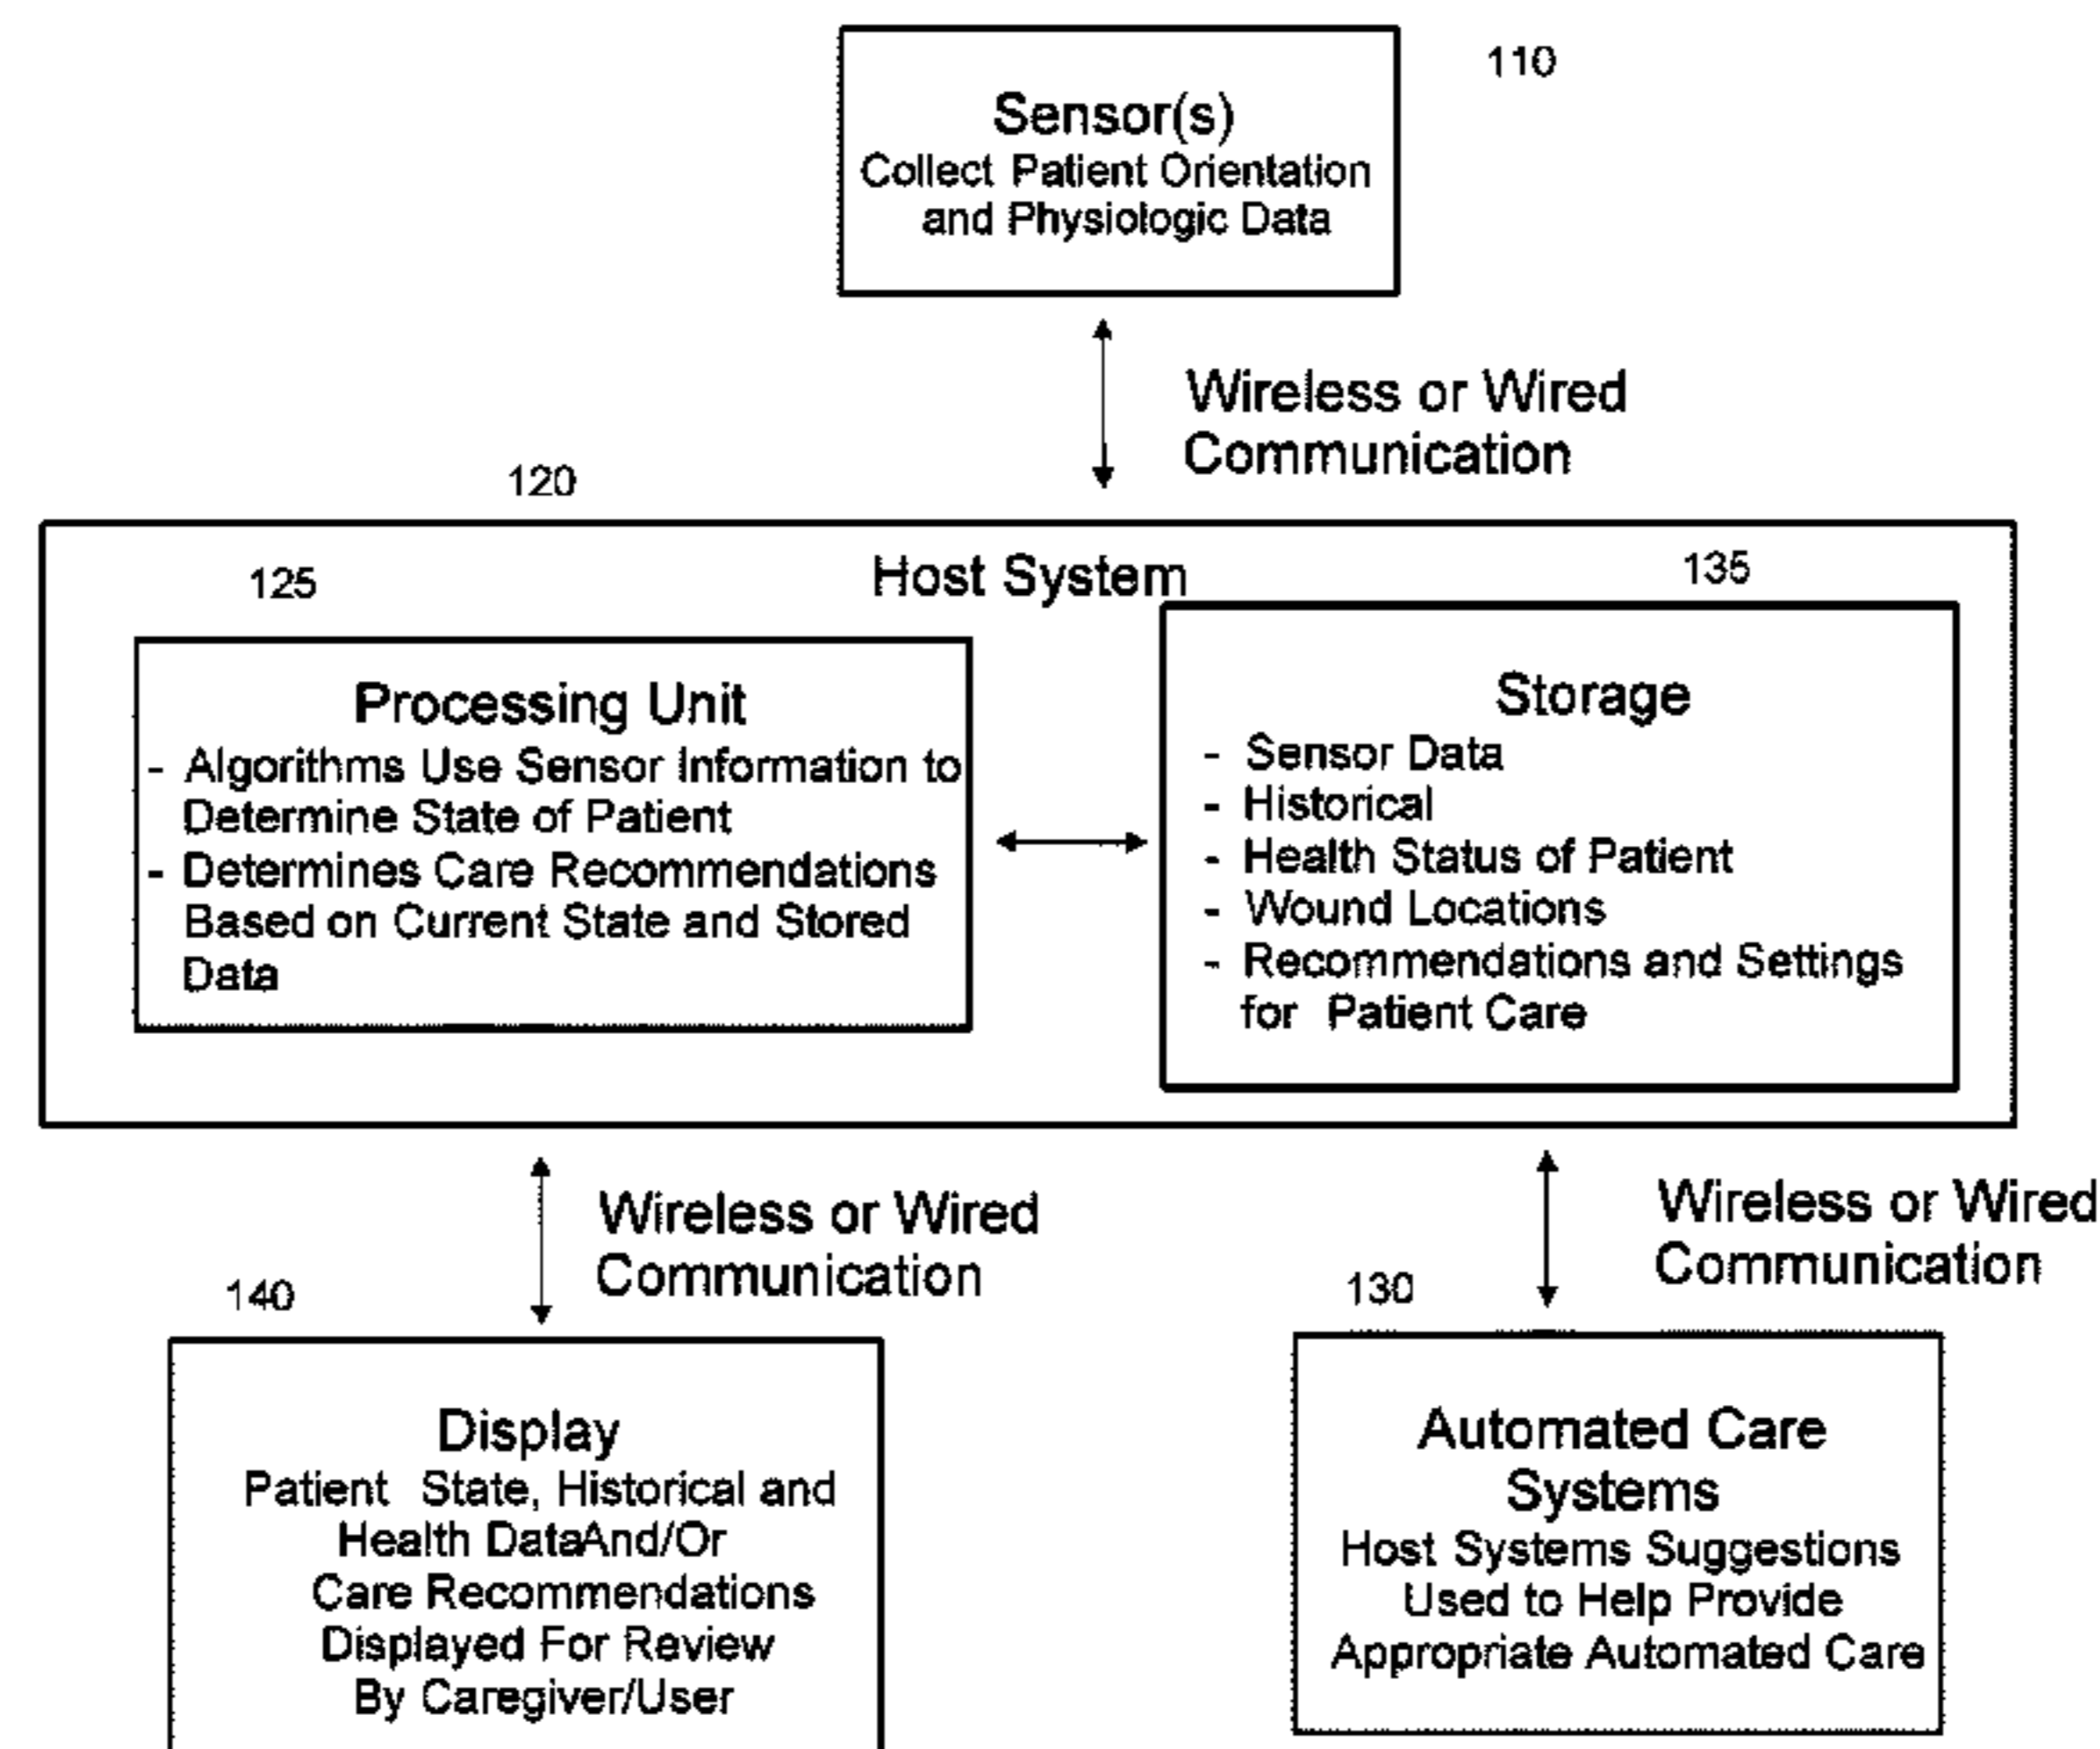 110
Sensor(s)
Collect Patient Orientation
and Physiologic Data
Wireless or Wired
Communication
120
Host System
125
Processing Unit
- Algorithms Use Sensor Information to
Determine State of Patient
- Determines Care Recommendations
Based on Current State and Stored
Data
135
Storage
- Sensor Data
- Historical
- Health Status of Patient
- Wound Locations
- Recommendations and Settings
for Patient Care
Wireless or Wired
Communication
140
Display
Patient State, Historical and
Health DataAnd/Or
Care Recommendations
Displayed For Review
By Caregiver/User
Wireless or Wired
Communication
130
Automated Care
Systems
Host Systems Suggestions
Used to Help Provide
Appropriate Automated Care